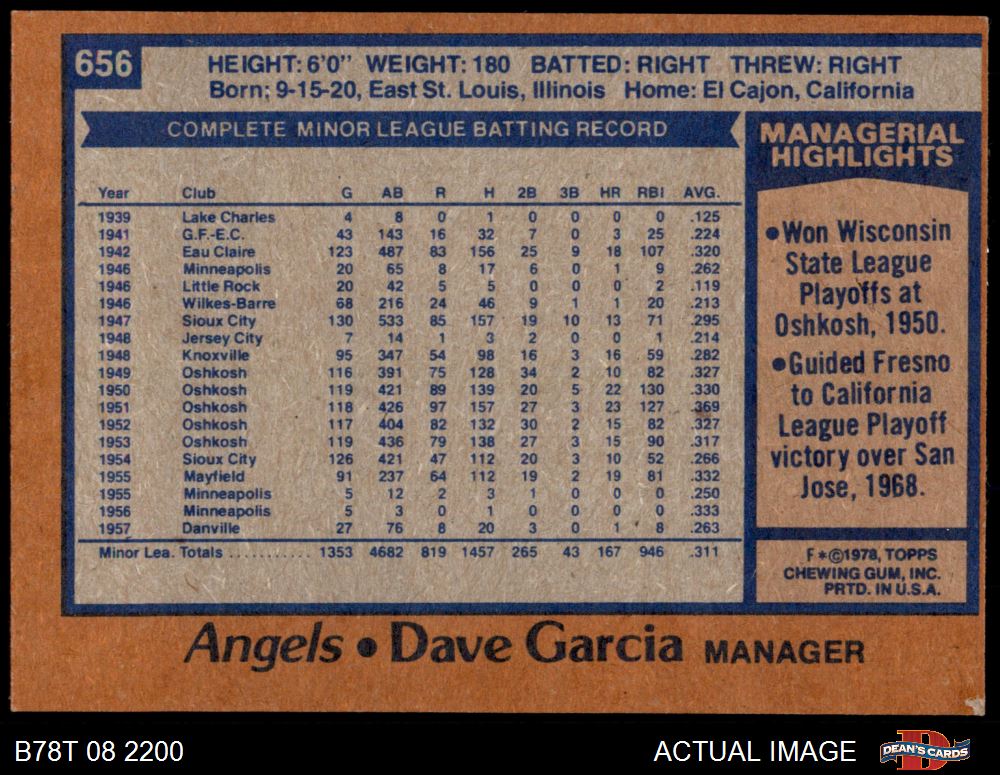 656
HEIGHT: 6'0" WEIGHT: 180 BATTED: RIGHT THREW: RIGHT
Born: 9-15-20, East St. Louis, Illinois Home: El Cajon, California
COMPLETE MINOR LEAGUE BATTING RECORD
Year Club G AB R H 2B 3B HR RBI AVG.
1939 Lake Charles 4 8 0 1 0 0 0 0 .125
1941 G.F.-E.C. 43 143 16 32 7 0 3 25 .224
1942 Eau Claire 123 487 83 156 25 9 18 107 .320
1946 Minneapolis 20 65 8 17 6 0 1 9 .262
1946 Little Rock 20 42 5 5 0 0 0 2 .119
1946 Wilkes-Barre 68 216 24 46 9 1 1 20 .213
1947 Sioux City 130 533 85 157 19 10 13 71 .295
1948 Jersey City 7 14 1 3 2 0 0 1 .214
1948 Knoxville 95 347 54 98 16 3 16 59 .282
1949 Oshkosh 116 391 75 128 34 2 10 82 .327
1950 Oshkosh 119 421 89 139 20 5 22 130 .330
1951 Oshkosh 118 426 97 157 27 3 23 127 .369
1952 Oshkosh 117 404 82 132 30 2 15 82 .327
1953 Oshkosh 119 436 79 138 27 3 15 90 .317
1954 Sioux City 126 421 47 112 20 3 10 52 .266
1955 Mayfield 91 237 64 112 19 2 19 81 .332
1955 Minneapolis 5 12 2 3 1 0 0 0 .250
1956 Minneapolis 5 3 0 1 0 0 0 0 .333
1957 Danville 27 76 8 20 3 0 1 8 .263
Minor Lea. Totals ........... 1353 4682 819 1457 265 43 167 946 .311
MANAGERIAL
HIGHLIGHTS
•Won Wisconsin
State League
Playoffs at
Oshkosh, 1950.
•Guided Fresno
to California
League Playoff
victory over San
Jose, 1968.
F*©1978, TOPPS
CHEWING GUM, INC.
PRTD. IN U.S.A.
Angels • Dave Garcia MANAGER
B78T 08 2200
ACTUAL IMAGE
D
DEAN'S CARDS